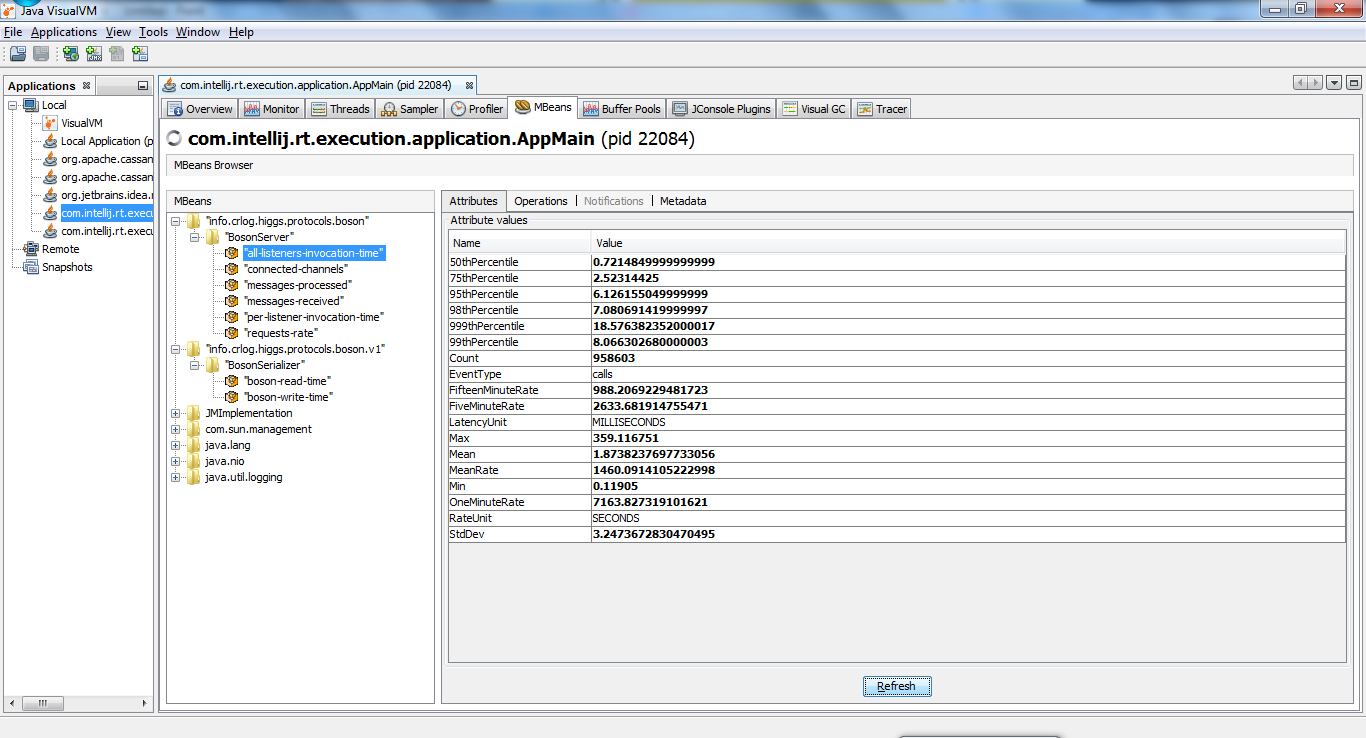 Java VisualVM
File Applications View Tools Window Help
Applications
com.intellij.rt.execution.application.AppMain (pid 22084)
Local
VisualVM
Local Application (p
org.apache.cassan
org.apache.cassan
org.jetbrains.idea.
com.intellij.rt.exec
com.intellij.rt.exec
Remote
Snapshots
Overview Monitor Threads Sampler Profiler MBeans Buffer Pools JConsole Plugins Visual GC Tracer
com.intellij.rt.execution.application.AppMain (pid 22084)
MBeans Browser
MBeans
"info.crlog.higgs.protocols.boson"
"BosonServer"
"all-listeners-invocation-time"
"connected-channels"
"messages-processed"
"messages-received"
"per-listener-invocation-time"
"requests-rate"
"info.crlog.higgs.protocols.boson.v1"
"BosonSerializer"
"boson-read-time"
"boson-write-time"
JMImplementation
com.sun.management
java.lang
java.nio
java.util.logging
Attributes Operations Notifications Metadata
Attribute values
Name Value
50thPercentile 0.7214849999999999
75thPercentile 2.52314425
95thPercentile 6.126155049999999
98thPercentile 7.080691419999997
999thPercentile 18.576382352000017
99thPercentile 8.066302680000003
Count 958603
EventType calls
FifteenMinuteRate 988.2069229481723
FiveMinuteRate 2633.681914755471
LatencyUnit MILLISECONDS
Max 359.116751
Mean 1.8738237697733056
MeanRate 1460.0914105222998
Min 0.11905
OneMinuteRate 7163.827319101621
RateUnit SECONDS
StdDev 3.2473672830470495
Refresh